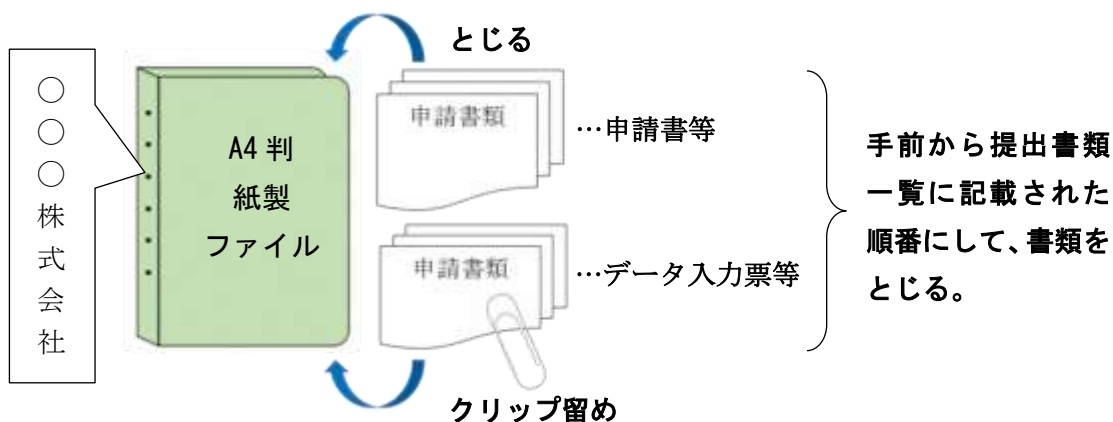 とじる
○○○株式会社
A4判
紙製
ファイル
申請書類
…申請書等
申請書類
…データ入力票等
クリップ留め
手前から提出書類
一覧に記載された
順番にして、書類を
とじる。